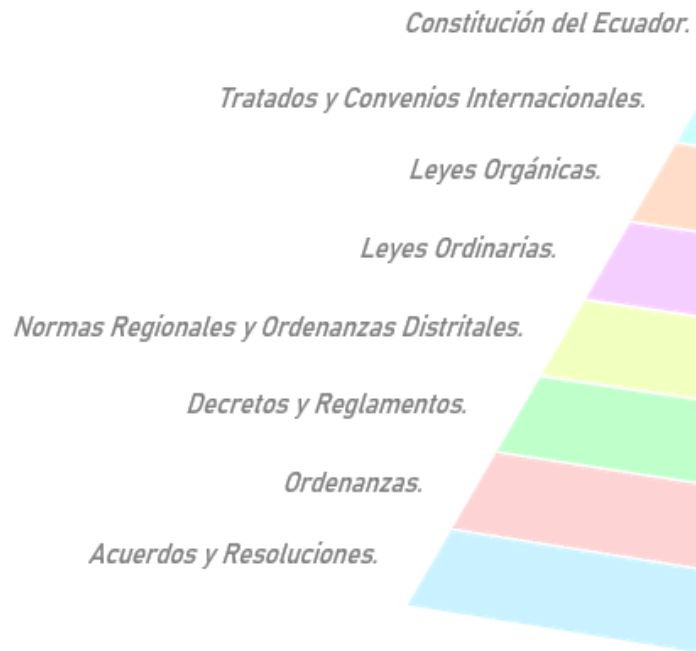 Constitución del Ecuador.
Tratados y Convenios Internacionales.
Leyes Orgánicas.
Leyes Ordinarias.
Normas Regionales y Ordenanzas Distritales.
Decretos y Reglamentos.
Ordenanzas.
Acuerdos y Resoluciones.